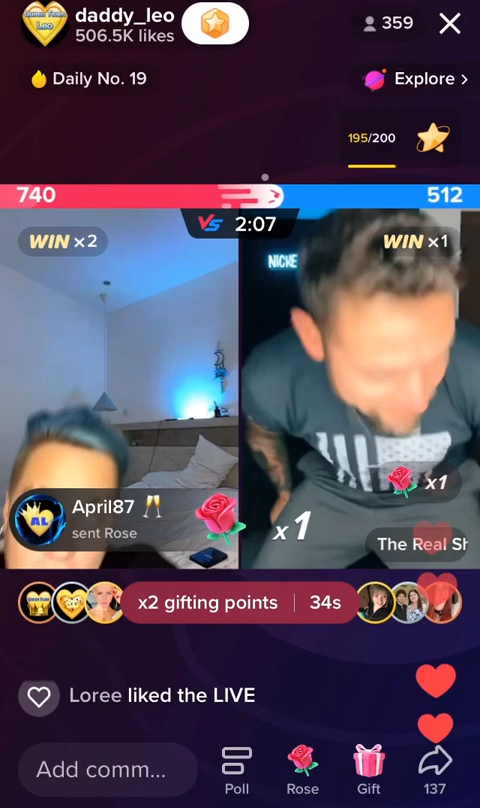 daddy_leo
506.5K likes
359
Daily No. 19
Explore >
195/200
740
512
VS 2:07
WIN x2
WIN x1
NICKE
April87
sent Rose
AL
x1
x1
The Real Sh
x2 gifting points | 34s
Loree liked the LIVE
Add comm...
Poll
Rose
Gift
137